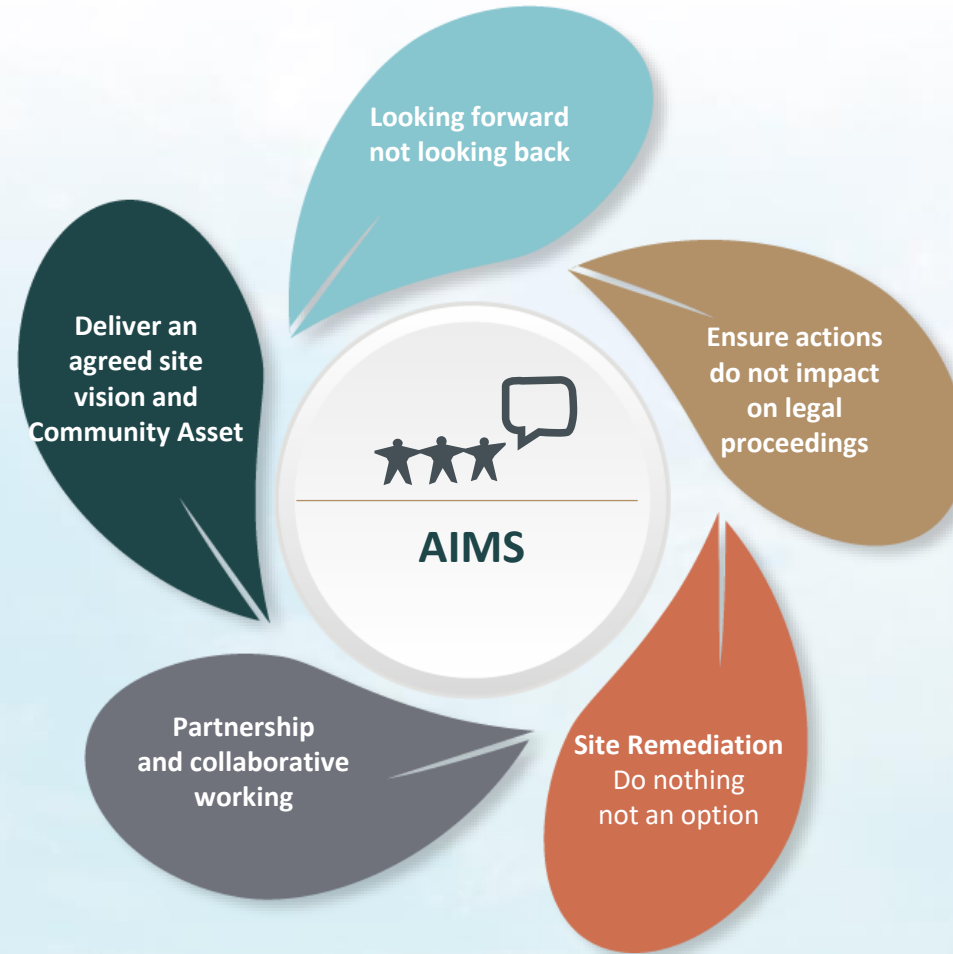 Looking forward
not looking back
Ensure actions
do not impact
on legal
proceedings
Site Remediation
Do nothing
not an option
Partnership
and collaborative
working
Deliver an
agreed site
vision and
Community Asset
AIMS